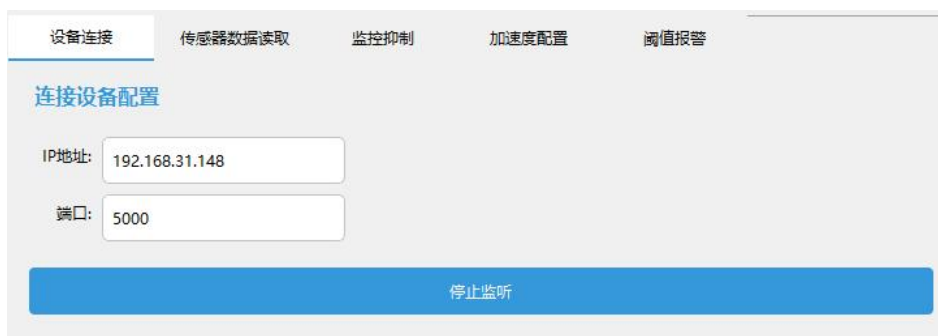 设备连接 传感器数据读取 监控抑制 加速度配置 阈值报警
连接设备配置
IP地址: 192.168.31.148
端口: 5000
停止监听